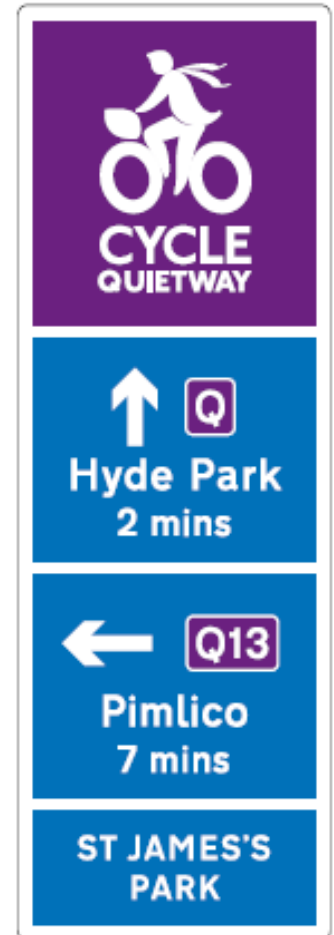 CYCLE
QUIETWAY
Q
Hyde Park
2 mins
Q13
Pimlico
7 mins
ST JAMES'S
PARK